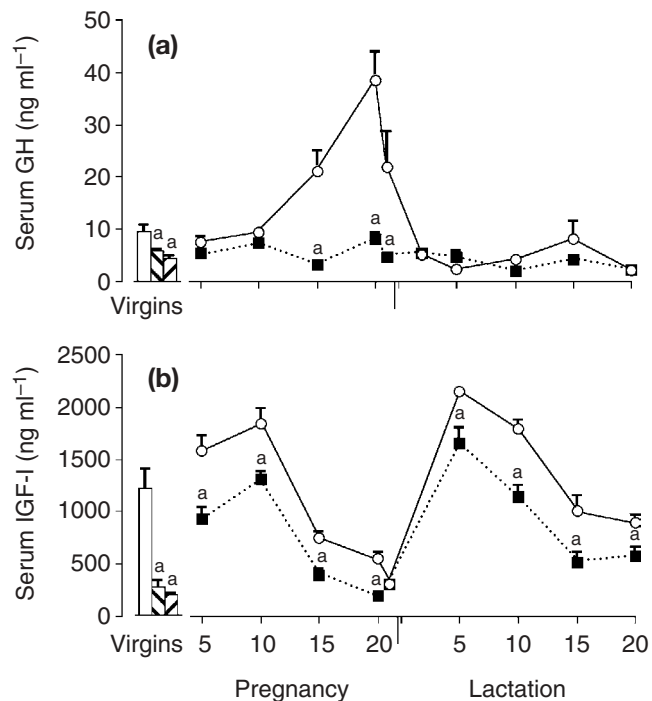 (a)
Serum GH (ng ml−1)
50
40
30
20
10
0
a a
a
a
a
Virgins
(b)
Serum IGF-I (ng ml−1)
2500
2000
1500
1000
500
0
a a
a
a
a
a
a
a
a
a
Virgins 5 10 15 20 5 10 15 20
Pregnancy Lactation